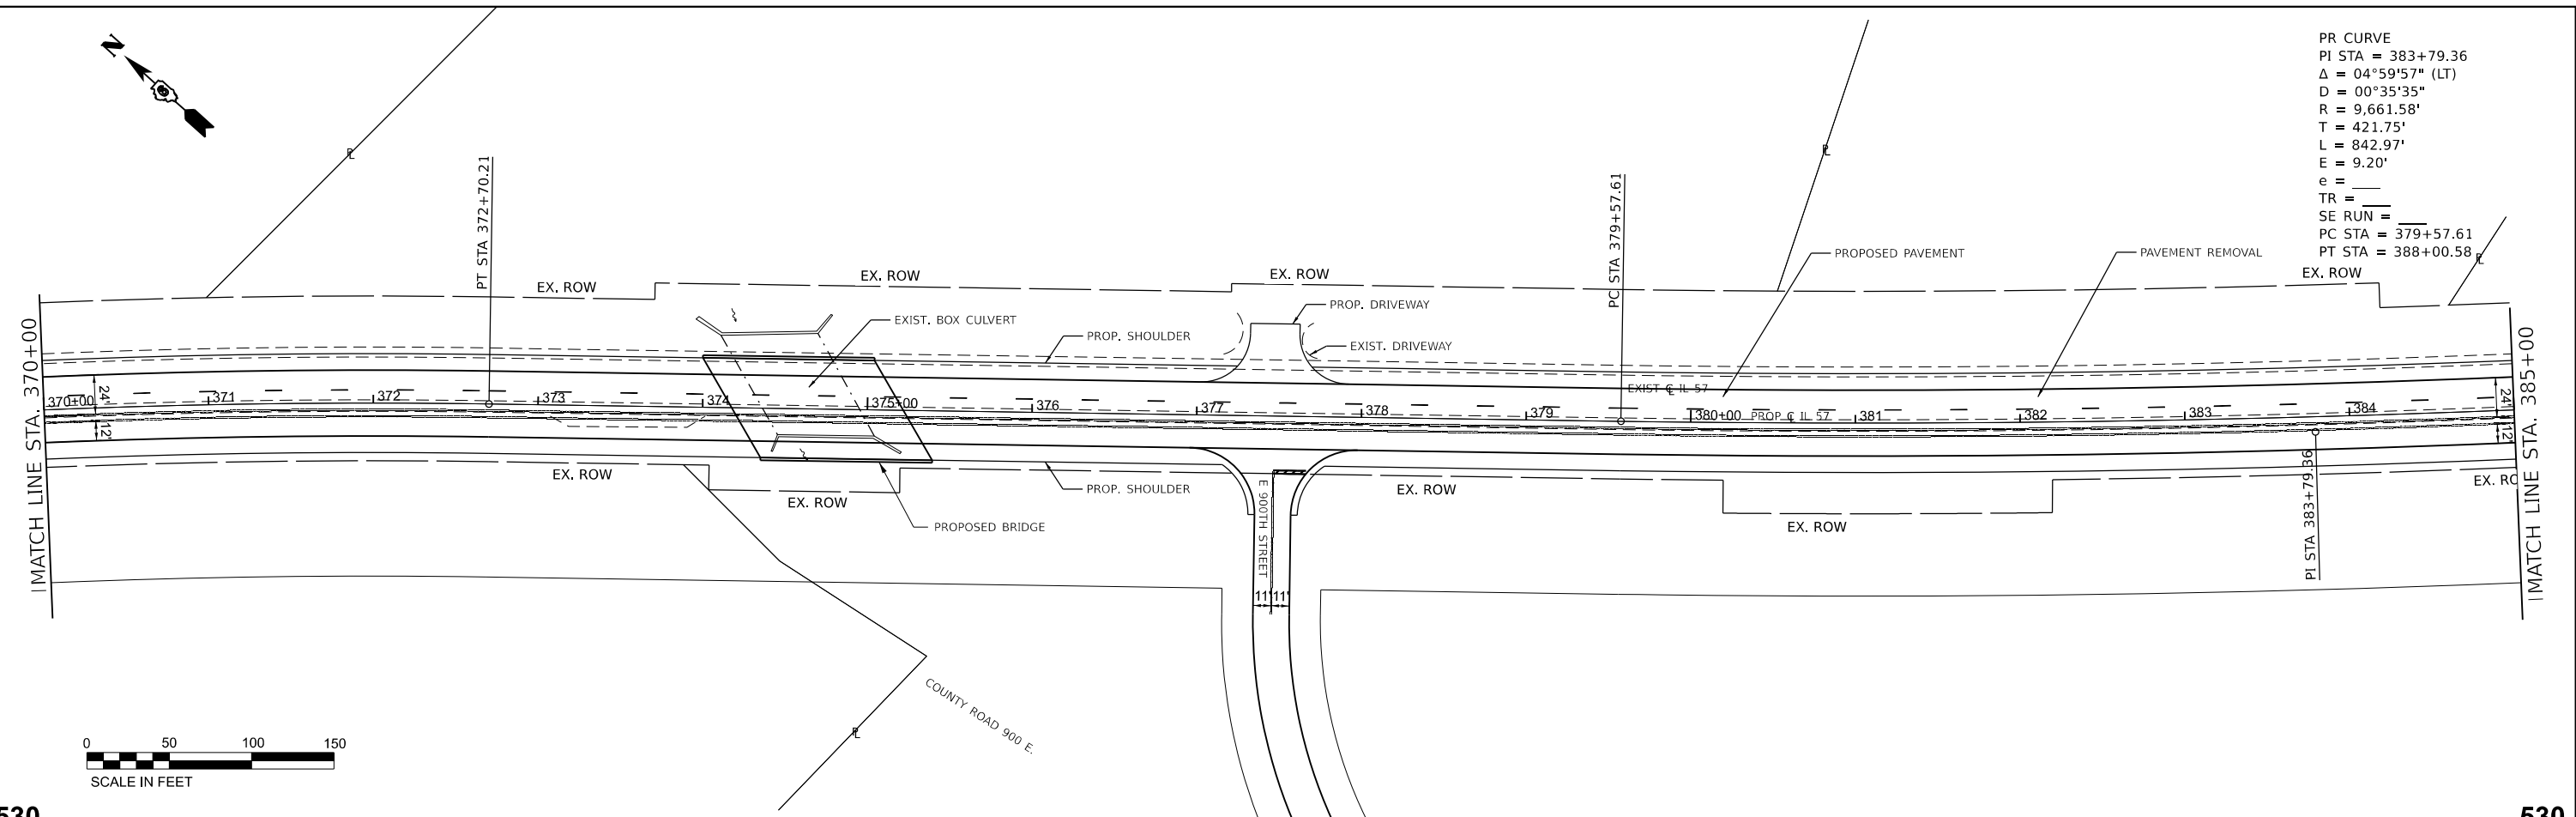 N
PR CURVE
PI STA = 383+79.36
Δ = 04°59'57" (LT)
D = 00°35'35"
R = 9,661.58'
T = 421.75'
L = 842.97'
E = 9.20'
e = ___
TR = ___
SE RUN = ___
PC STA = 379+57.61
PT STA = 388+00.58
℄
PT STA 372+70.21
PC STA 379+57.61
PROPOSED PAVEMENT
PAVEMENT REMOVAL
EX. ROW
EX. ROW
EX. ROW
EX. ROW
PROP. DRIVEWAY
EXIST. BOX CULVERT
PROP. SHOULDER
EXIST. DRIVEWAY
MATCH LINE STA. 370+00
MATCH LINE STA. 385+00
EXIST ℄ IL 57
24'
24'
370+00 371 372 373 374 375+00 376 377 378 379 380+00 PROP. ℄ IL 57 381 382 383 384
12'
12'
EX. ROW
EX. ROW
PROP. SHOULDER
EX. ROW
EX. RO
EX. ROW
PROPOSED BRIDGE
E 900TH STREET
PI STA 383+79.36
11' 11'
COUNTY ROAD 900 E.
0 50 100 150
SCALE IN FEET
530
530